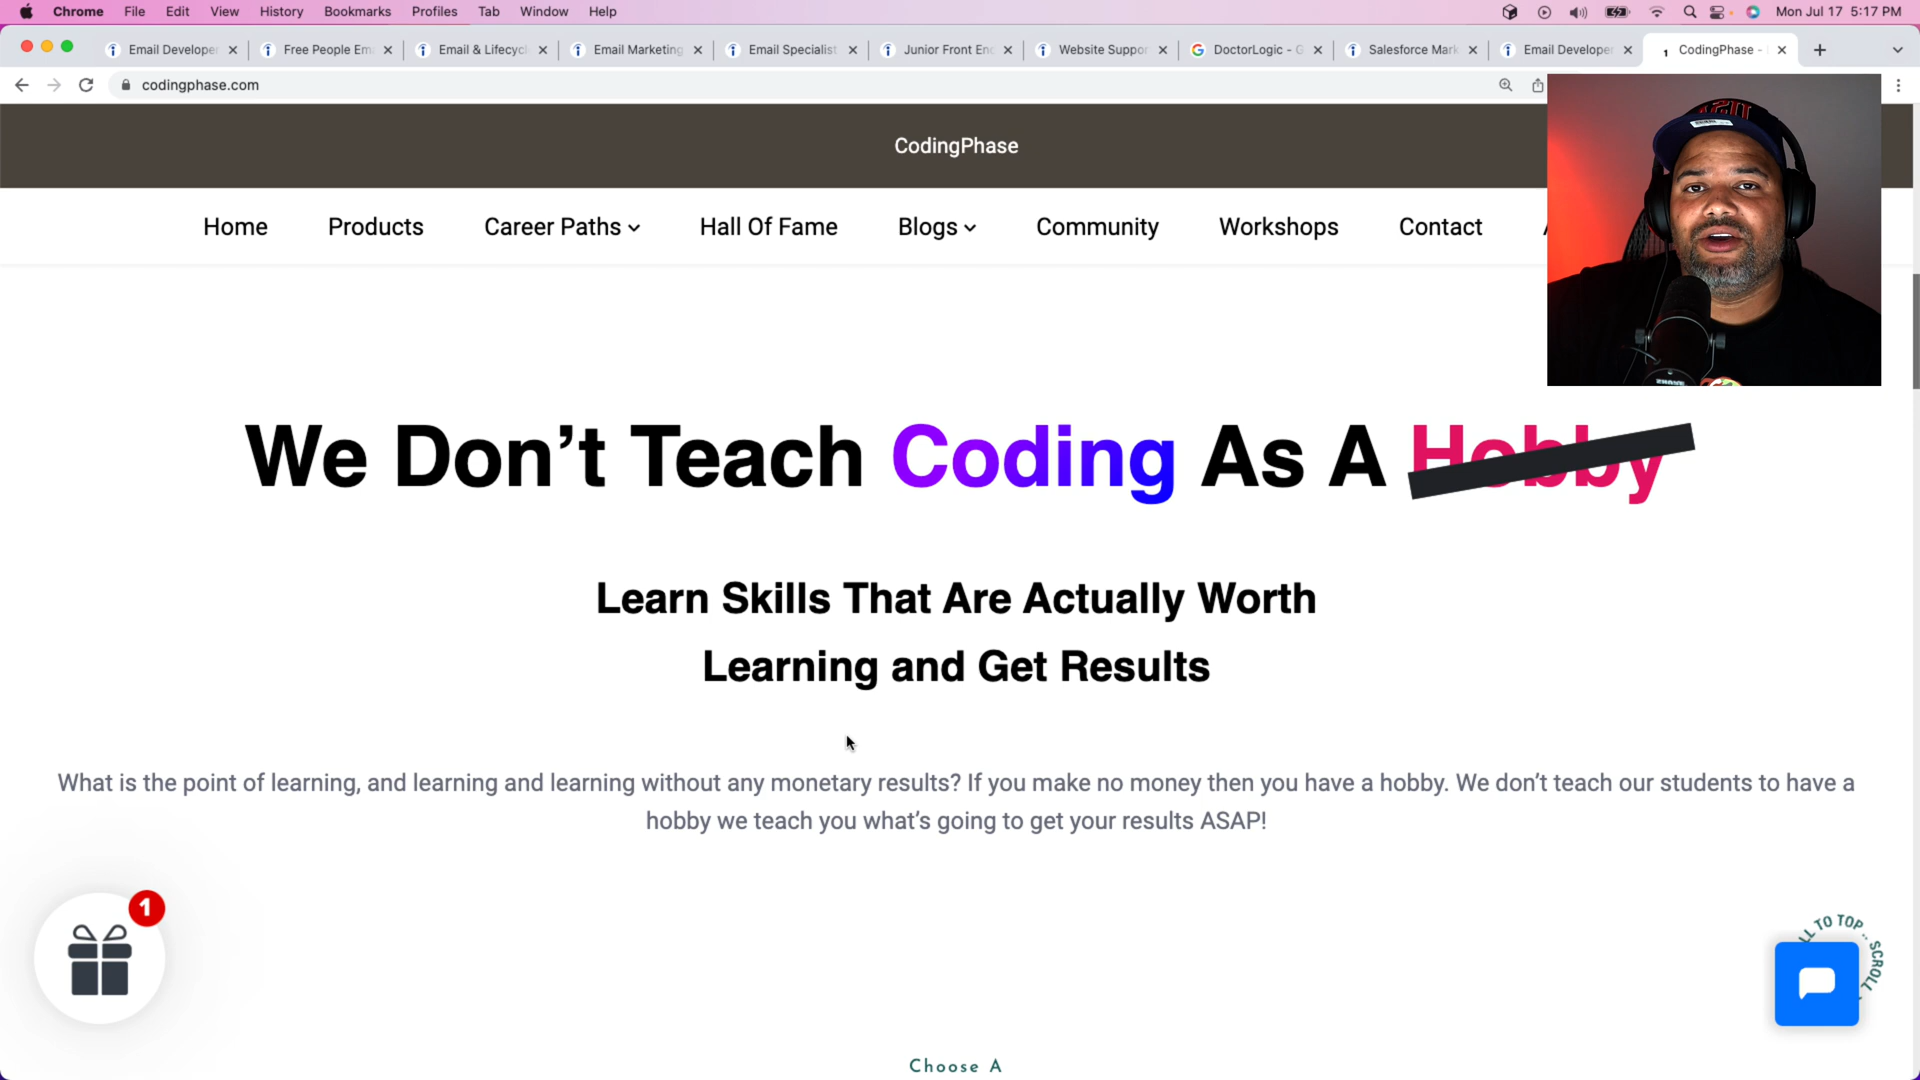 Chrome File Edit View History Bookmarks Profiles Tab Window Help Mon Jul 17 5:17 PM
Email Developer Free People Em Email & Lifecycl Email Marketing Email Specialist Junior Front En Website Suppor DoctorLogic - G Salesforce Mark Email Developer 1 CodingPhase -
codingphase.com
CodingPhase
Home Products Career Paths Hall Of Fame Blogs Community Workshops Contact
We Don’t Teach Coding As A Hobby
Learn Skills That Are Actually Worth
Learning and Get Results
What is the point of learning, and learning and learning without any monetary results? If you make no money then you have a hobby. We don’t teach our students to have a
hobby we teach you what’s going to get your results ASAP!
1
LL TO TOP .. SCROLL
Choose A